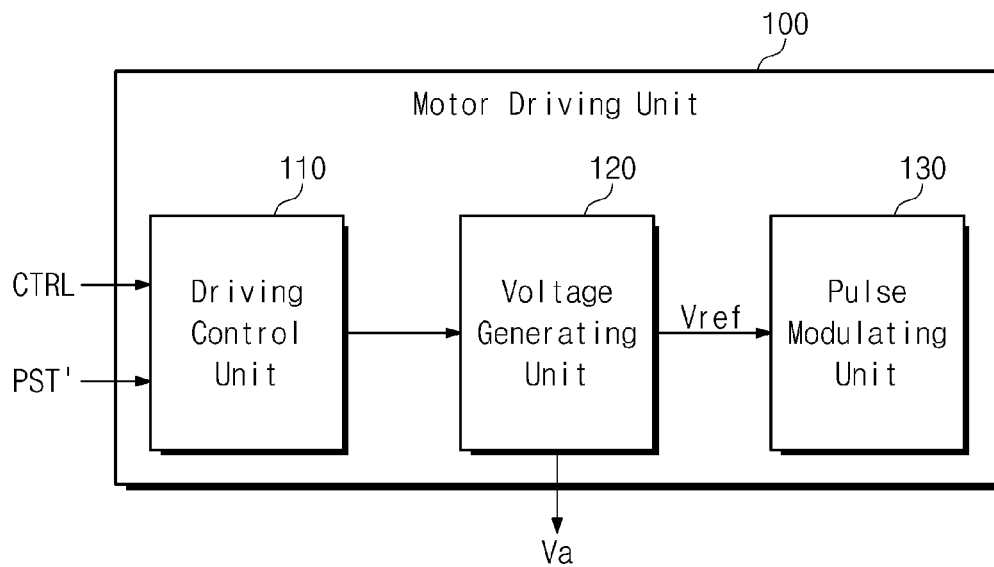 100
Motor Driving Unit
110
120
130
CTRL
PST'
Driving
Control
Unit
Voltage
Generating
Unit
Vref
Pulse
Modulating
Unit
Va